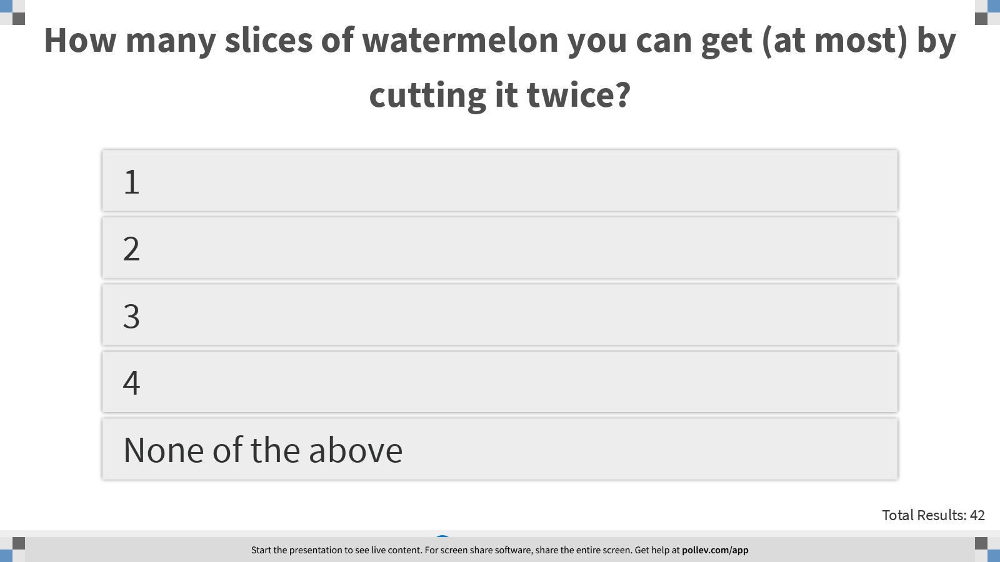 How many slices of watermelon you can get (at most) by
cutting it twice?
1
2
3
4
None of the above
Total Results: 42
Start the presentation to see live content. For screen share software, share the entire screen. Get help at pollev.com/app